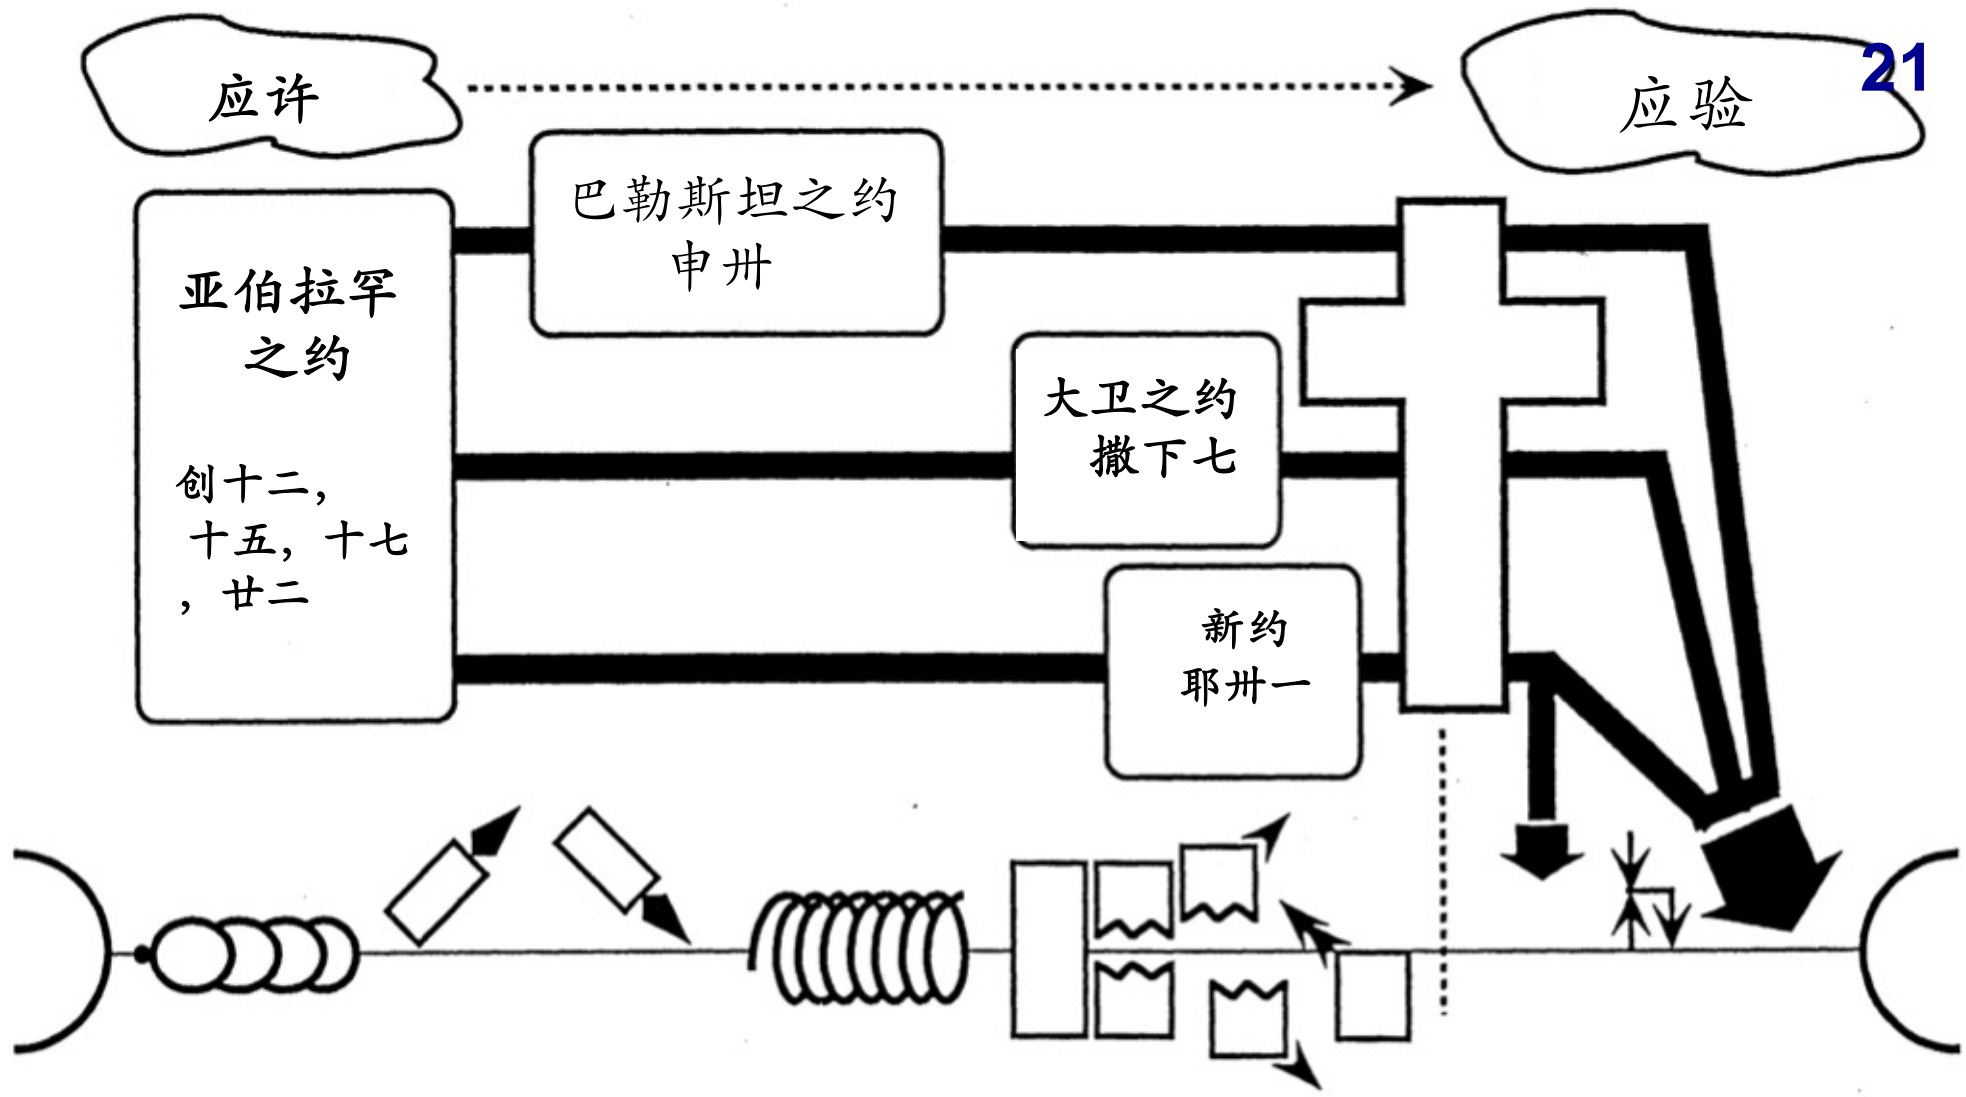 应许
应验
21
巴勒斯坦之约
申卅
亚伯拉罕
之约
创十二，
十五，十七
，廿二
大卫之约
撒下七
新约
耶卅一